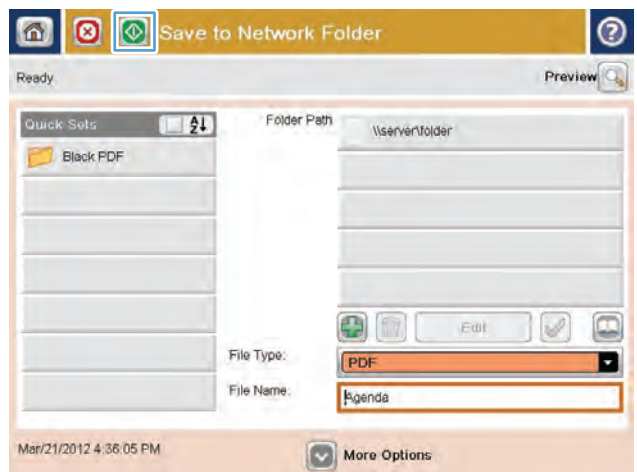 Save to Network Folder
Ready
Preview
Quick Sets
Folder Path
\\server\folder
Black PDF
Edit
File Type:
PDF
File Name:
Agenda
Mar/21/2012 4:36:05 PM
More Options